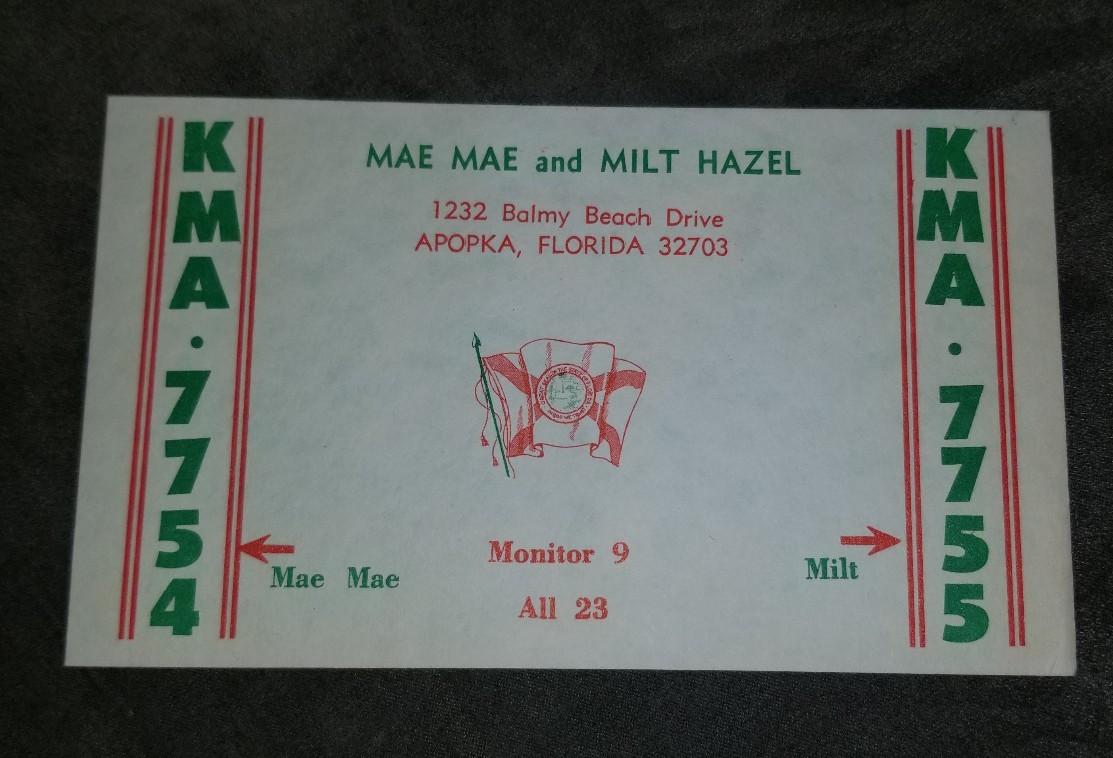 KMA·7754
MAE MAE and MILT HAZEL
1232 Balmy Beach Drive
APOPKA, FLORIDA 32703
Mae Mae
Monitor 9
All 23
Milt
KMA·7755